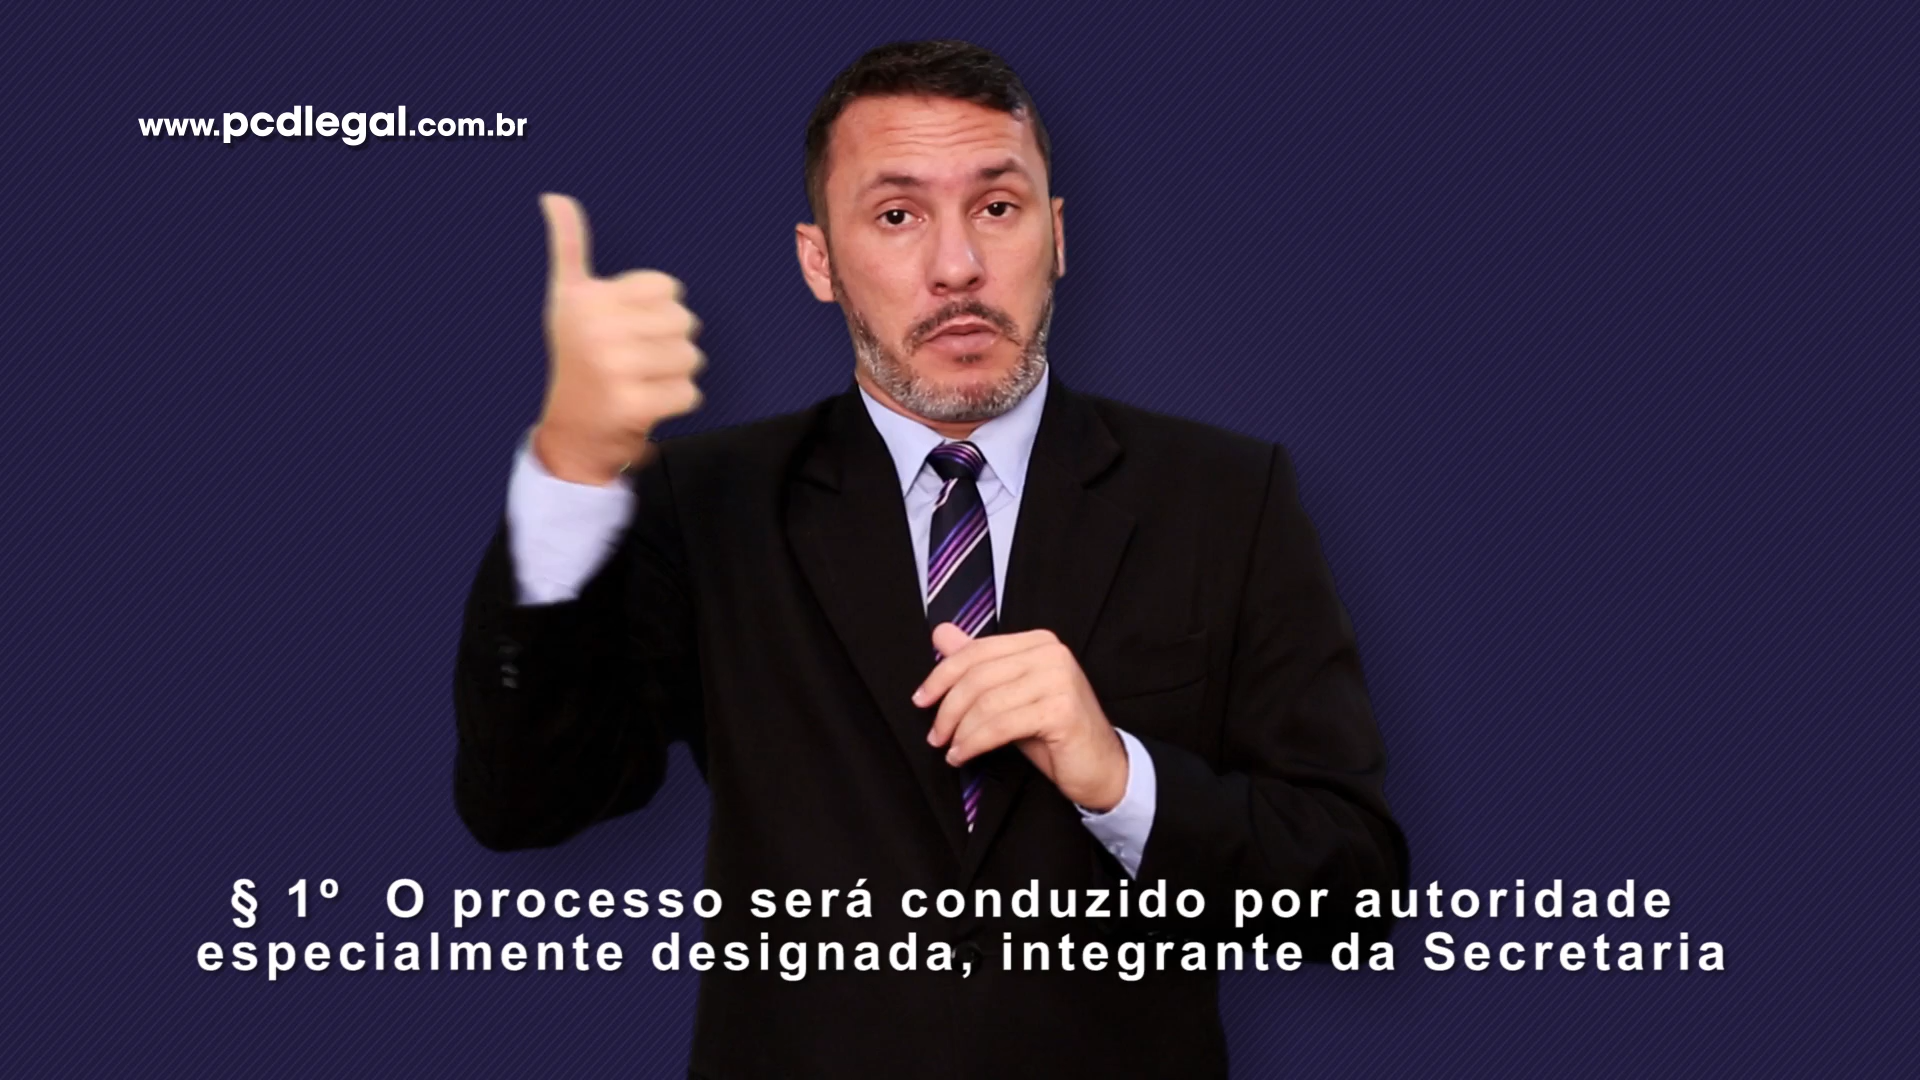 www.pcdlegal.com.br
§ 1º O processo será conduzido por autoridade
especialmente designada, integrante da Secretaria